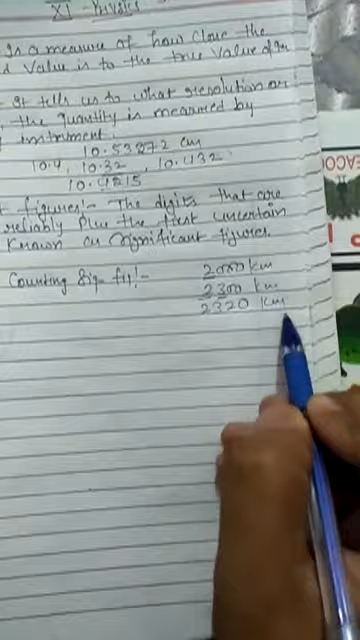 XI - Physics
is a measure of how close the
d value is to the true value of
It tells us to what resolution or
the quantity is measured by
instrument.
10.53872 cm
10.4, 10.32, 10.432
10.4815
figures:- The digits that are
reliably plus the first uncertain
known as significant figures.
Counting Sig- fig!-
2000 km
2300 km
2320 km